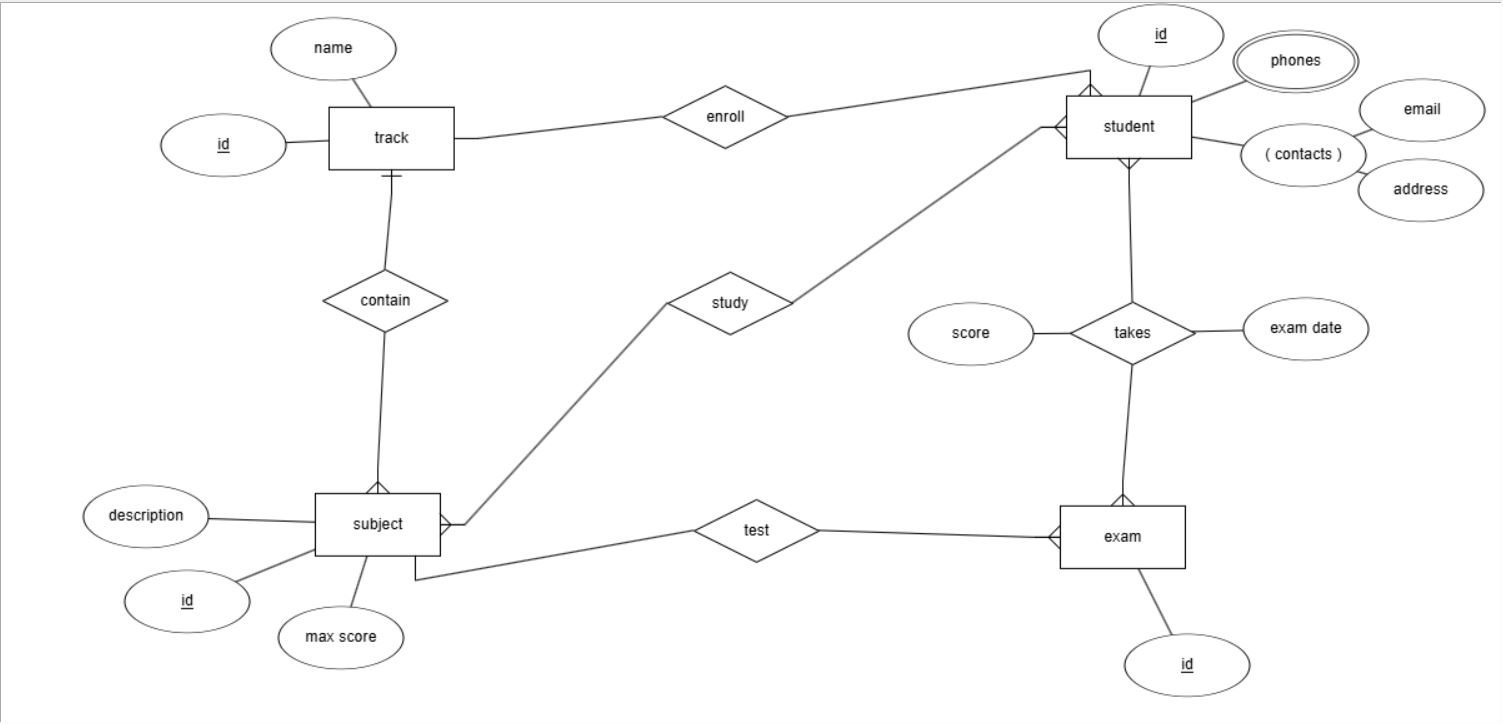 id
name
phones
email
enroll
student
track
id
( contacts )
address
contain
study
score
takes
exam date
description
subject
test
exam
id
max score
id